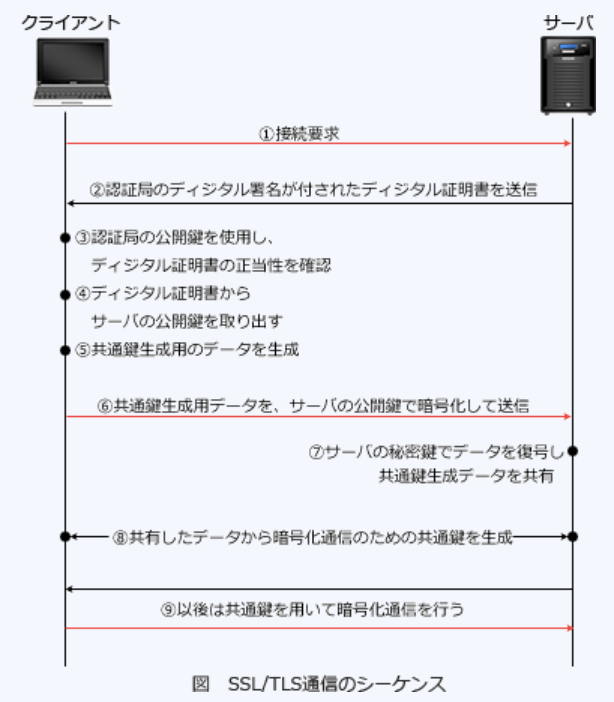 クライアント
サーバ
①接続要求
②認証局のディジタル署名が付されたディジタル証明書を送信
③認証局の公開鍵を使用し、
ディジタル証明書の正当性を確認
④ディジタル証明書から
サーバの公開鍵を取り出す
⑤共通鍵生成用のデータを生成
⑥共通鍵生成用データを、サーバの公開鍵で暗号化して送信
⑦サーバの秘密鍵でデータを復号し
共通鍵生成データを共有
⑧共有したデータから暗号化通信のための共通鍵を生成
⑨以後は共通鍵を用いて暗号化通信を行う
図　SSL/TLS通信のシーケンス